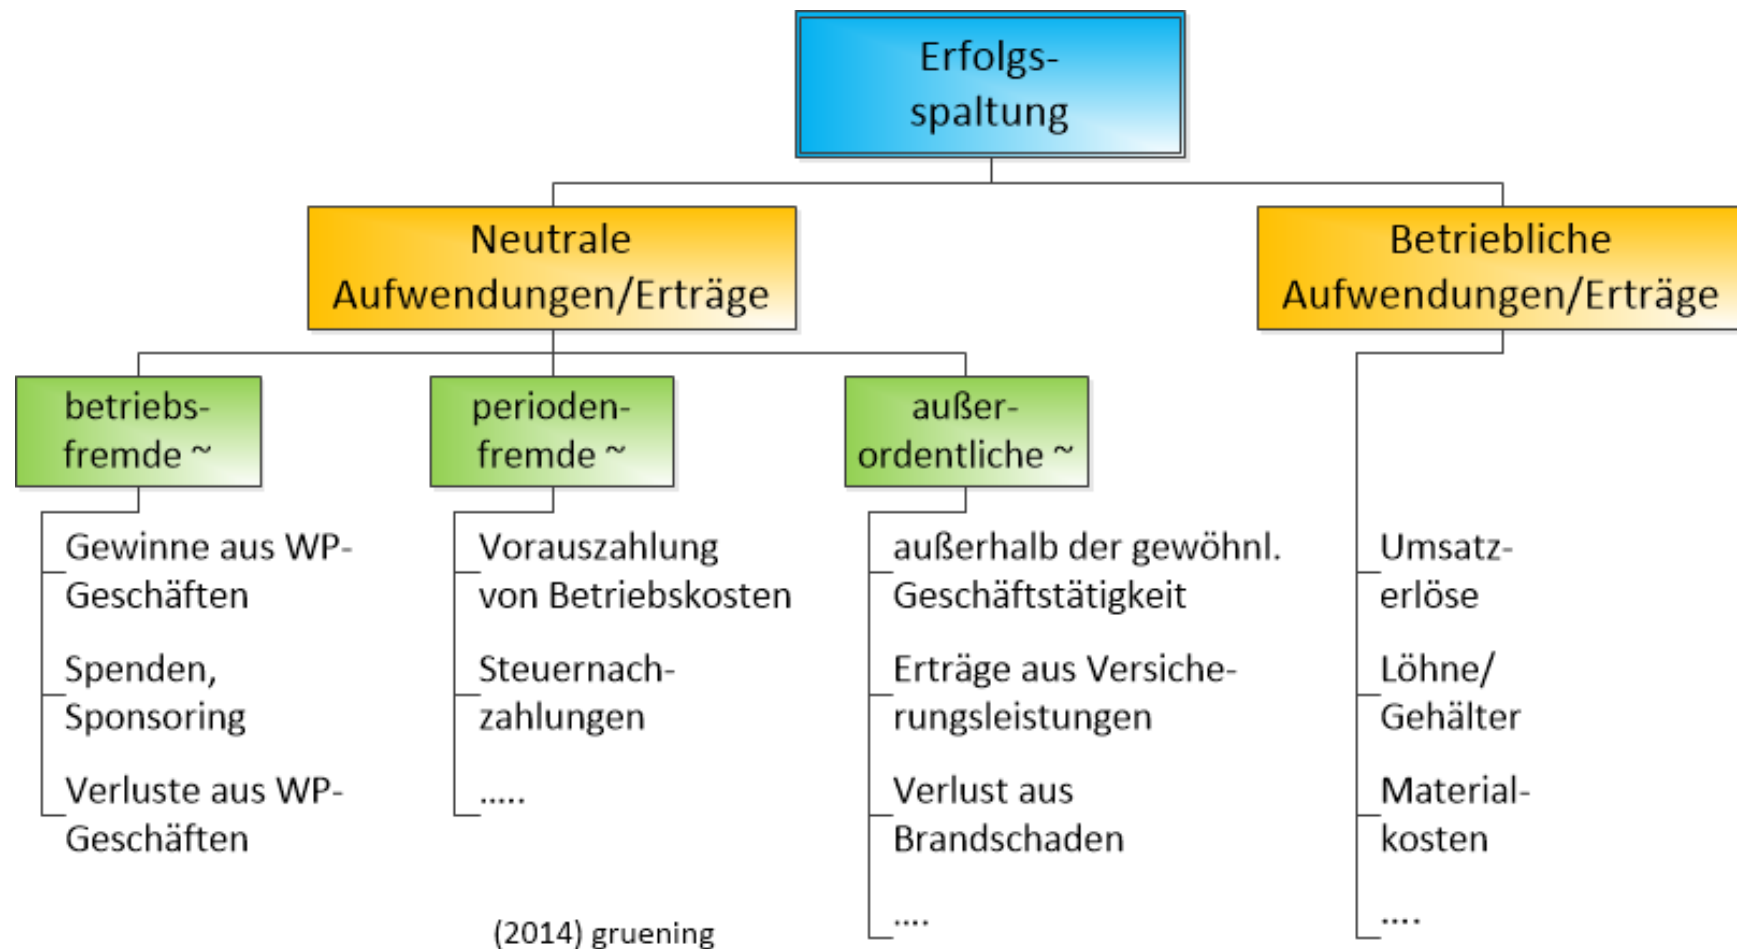 Erfolgs-
spaltung
Neutrale
Aufwendungen/Erträge
Betriebliche
Aufwendungen/Erträge
betriebs-
fremde ~
perioden-
fremde ~
außer-
ordentliche ~
Gewinne aus WP-
Geschäften
Spenden,
Sponsoring
Verluste aus WP-
Geschäften
Vorauszahlung
von Betriebskosten
Steuernach-
zahlungen
.....
außerhalb der gewöhnl.
Geschäftstätigkeit
Erträge aus Versiche-
rungsleistungen
Verlust aus
Brandschaden
....
Umsatz-
erlöse
Löhne/
Gehälter
Material-
kosten
....
(2014) gruening